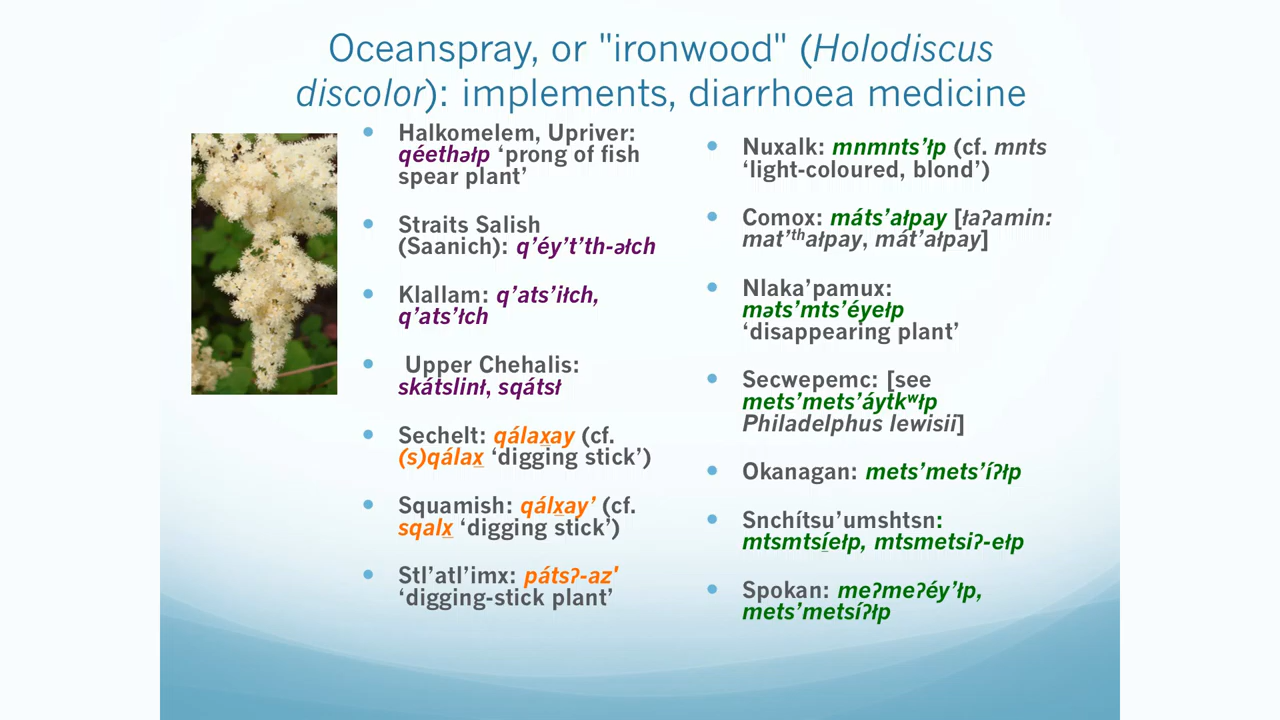 Oceanspray, or "ironwood" (Holodiscus
discolor): implements, diarrhoea medicine
• Halkomelem, Upriver:
qéethəłp ‘prong of fish
spear plant’
• Straits Salish
(Saanich): q’éy’t’th-əłch
• Klallam: q’ats’iłch,
q’ats’łch
• Upper Chehalis:
skátslinł, sqátsł
• Sechelt: qálax̲ay (cf.
(s)qálax̲ ‘digging stick’)
• Squamish: qálx̲ay’ (cf.
sqalx̲ ‘digging stick’)
• Stl’atl’imx: pátsʔ-az'
‘digging-stick plant’
• Nuxalk: mnmnts’łp (cf. mnts
‘light-coloured, blond’)
• Comox: máts’ałpay [łaʔamin:
mat’ᵗʰałpay, mát’ałpay]
• Nlaka’pamux:
məts’mts’éyełp
‘disappearing plant’
• Secwepemc: [see
mets’mets’áytkʷłp
Philadelphus lewisii]
• Okanagan: mets’mets’íʔłp
• Snchítsu’umshtsn:
mtsmtsí̲ełp, mtsmetsiʔ-ełp
• Spokan: meʔmeʔéy’łp,
mets’metsíʔłp